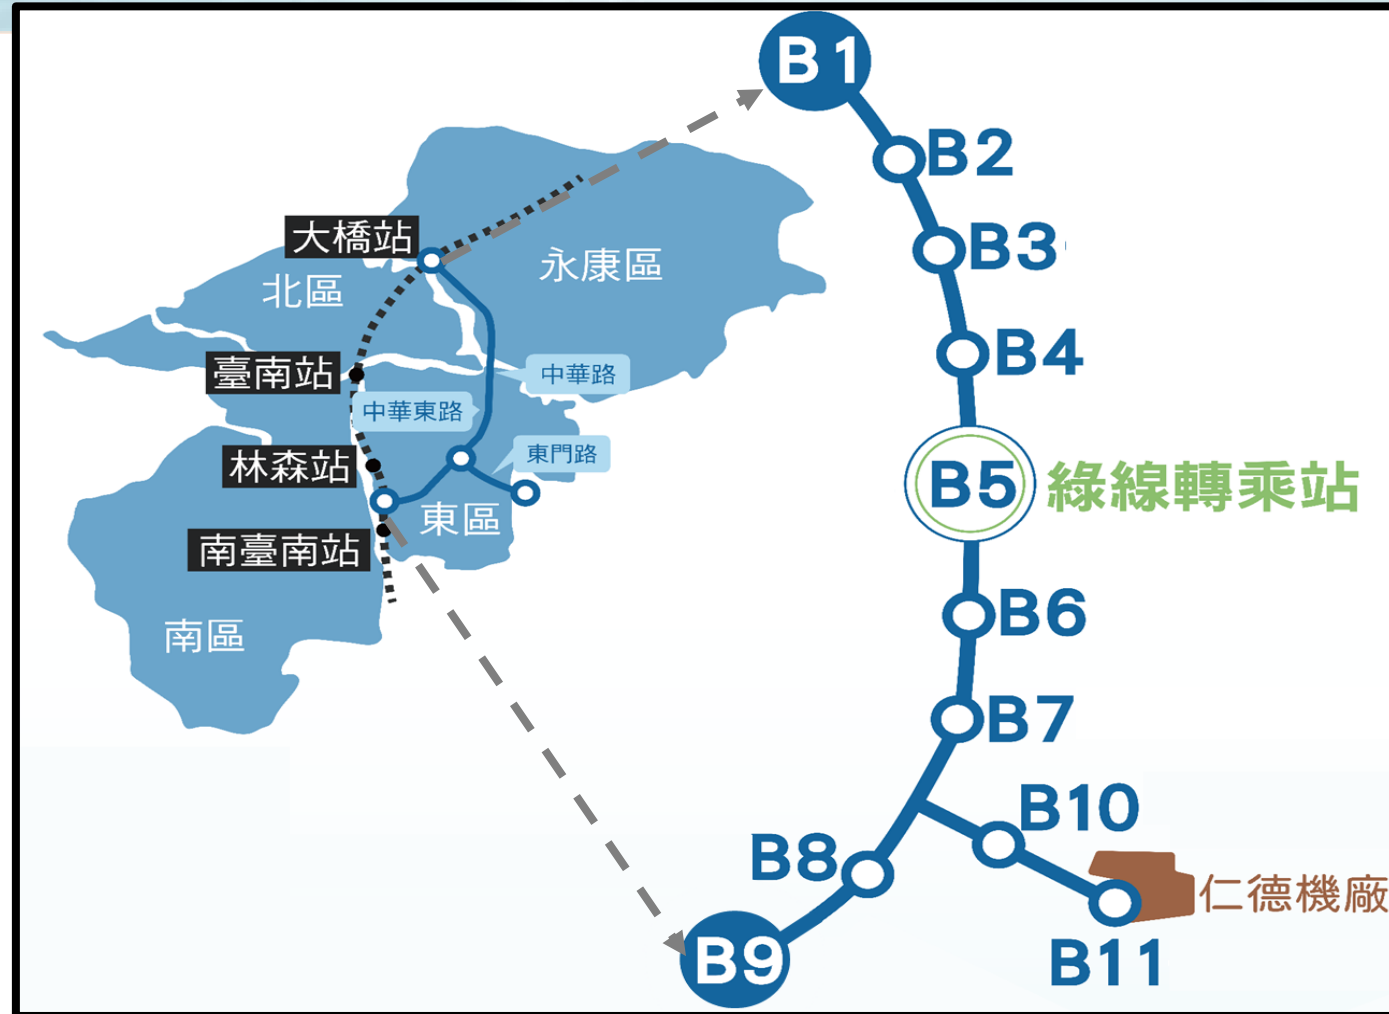 大橋站
北區
永康區
臺南站
中華路
中華東路
林森站
東門路
東區
南臺南站
南區
B1
B2
B3
B4
B5
綠線轉乘站
B6
B7
B8
B9
B10
B11
仁德機廠